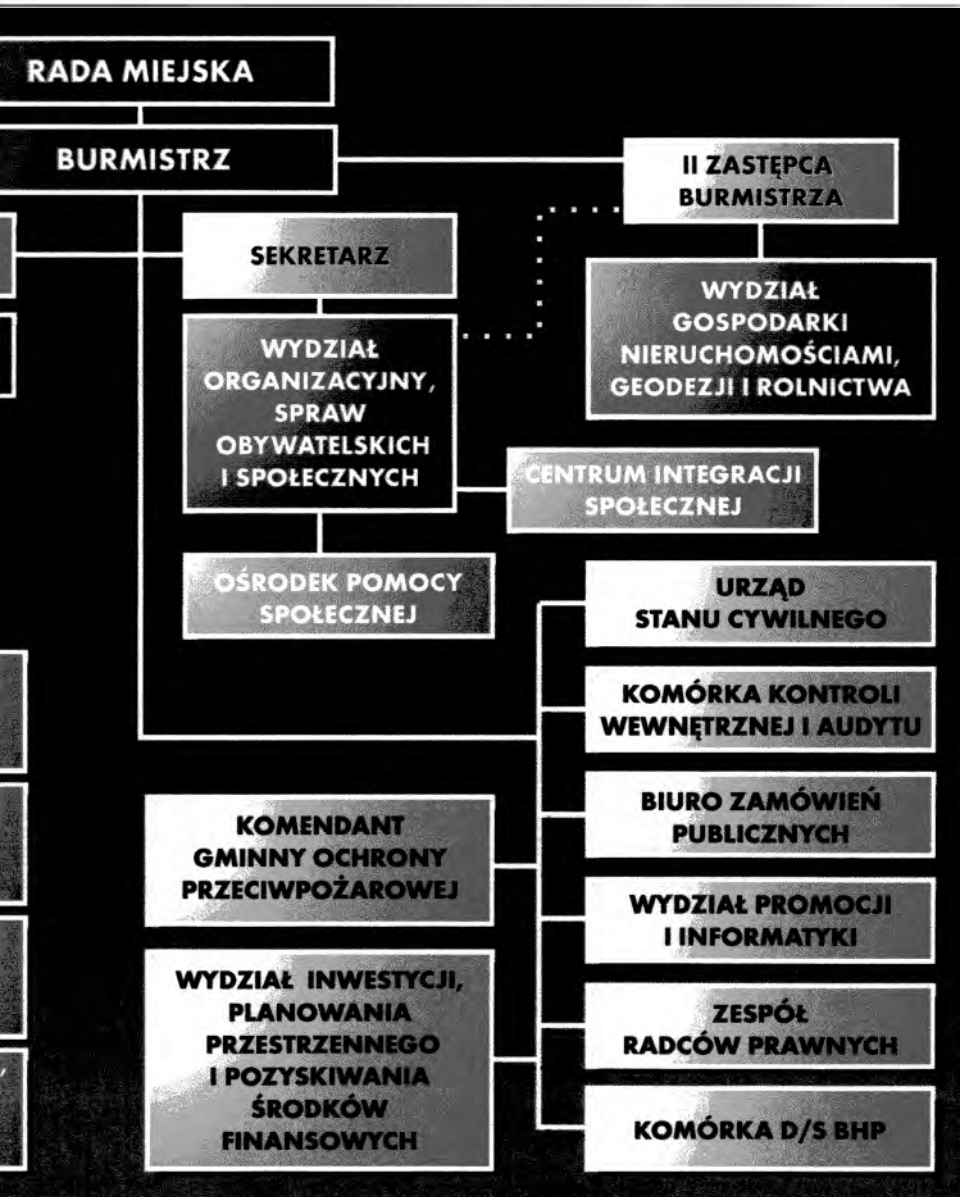 RADA MIEJSKA
BURMISTRZ
II ZASTĘPCA
BURMISTRZA
SEKRETARZ
WYDZIAŁ
GOSPODARKI
NIERUCHOMOŚCIAMI,
GEODEZJI I ROLNICTWA
WYDZIAŁ
ORGANIZACYJNY,
SPRAW
OBYWATELSKICH
I SPOŁECZNYCH
CENTRUM INTEGRACJI
SPOŁECZNEJ
OŚRODEK POMOCY
SPOŁECZNEJ
URZĄD
STANU CYWILNEGO
KOMÓRKA KONTROLI
WEWNĘTRZNEJ I AUDYTU
BIURO ZAMÓWIEŃ
PUBLICZNYCH
KOMENDANT
GMINNY OCHRONY
PRZECIWPOŻAROWEJ
WYDZIAŁ PROMOCJI
I INFORMATYKI
WYDZIAŁ INWESTYCJI,
PLANOWANIA
PRZESTRZENNEGO
I POZYSKIWANIA
ŚRODKÓW
FINANSOWYCH
ZESPÓŁ
RADCÓW PRAWNYCH
KOMÓRKA D/S BHP